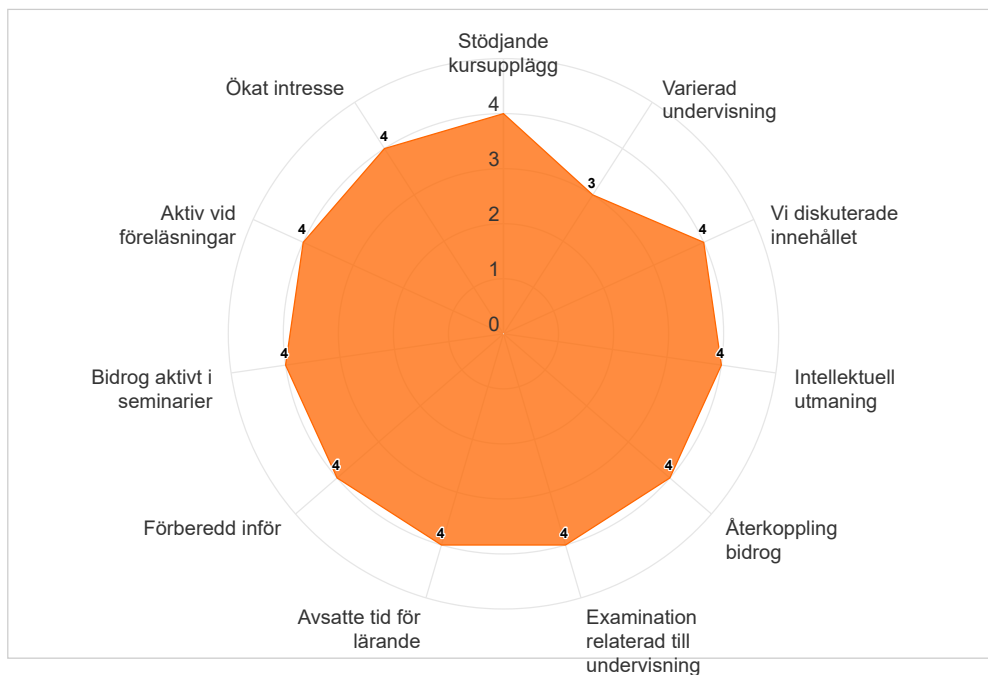 Stödjande
kursupplägg
Ökat intresse
Varierad
undervisning
4
4
3
3
Aktiv vid
föreläsningar
4
2
4
Vi diskuterade
innehållet
1
0
Bidrog aktivt i
seminarier
4
4
Intellektuell
utmaning
Förberedd inför
4
4
Återkoppling
bidrog
4
4
Avsatte tid för
lärande
Examination
relaterad till
undervisning